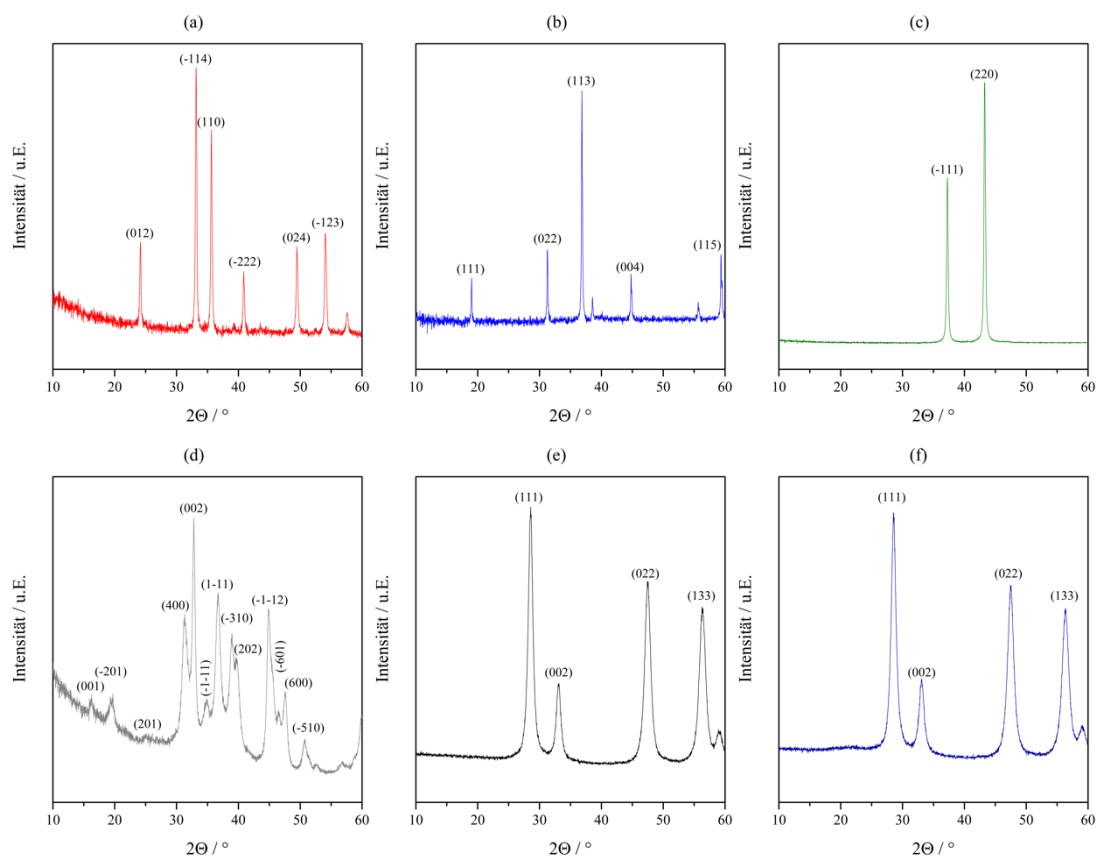 (a)
(-114)
(110)
(012)
(-222)
(024)
(-123)
Intensität / u.E.
10 20 30 40 50 60
2Θ / °
(b)
(113)
(022)
(111)
(004)
(115)
Intensität / u.E.
10 20 30 40 50 60
2Θ / °
(c)
(220)
(-111)
Intensität / u.E.
10 20 30 40 50 60
2Θ / °
(d)
(002)
(1-11)
(-1-12)
(400)
(-310)
(-201)
(001)
(201)
(-1-11)
(202)
(-601)
(600)
(-510)
Intensität / u.E.
10 20 30 40 50 60
2Θ / °
(e)
(111)
(022)
(133)
(002)
Intensität / u.E.
10 20 30 40 50 60
2Θ / °
(f)
(111)
(022)
(133)
(002)
Intensität / u.E.
10 20 30 40 50 60
2Θ / °